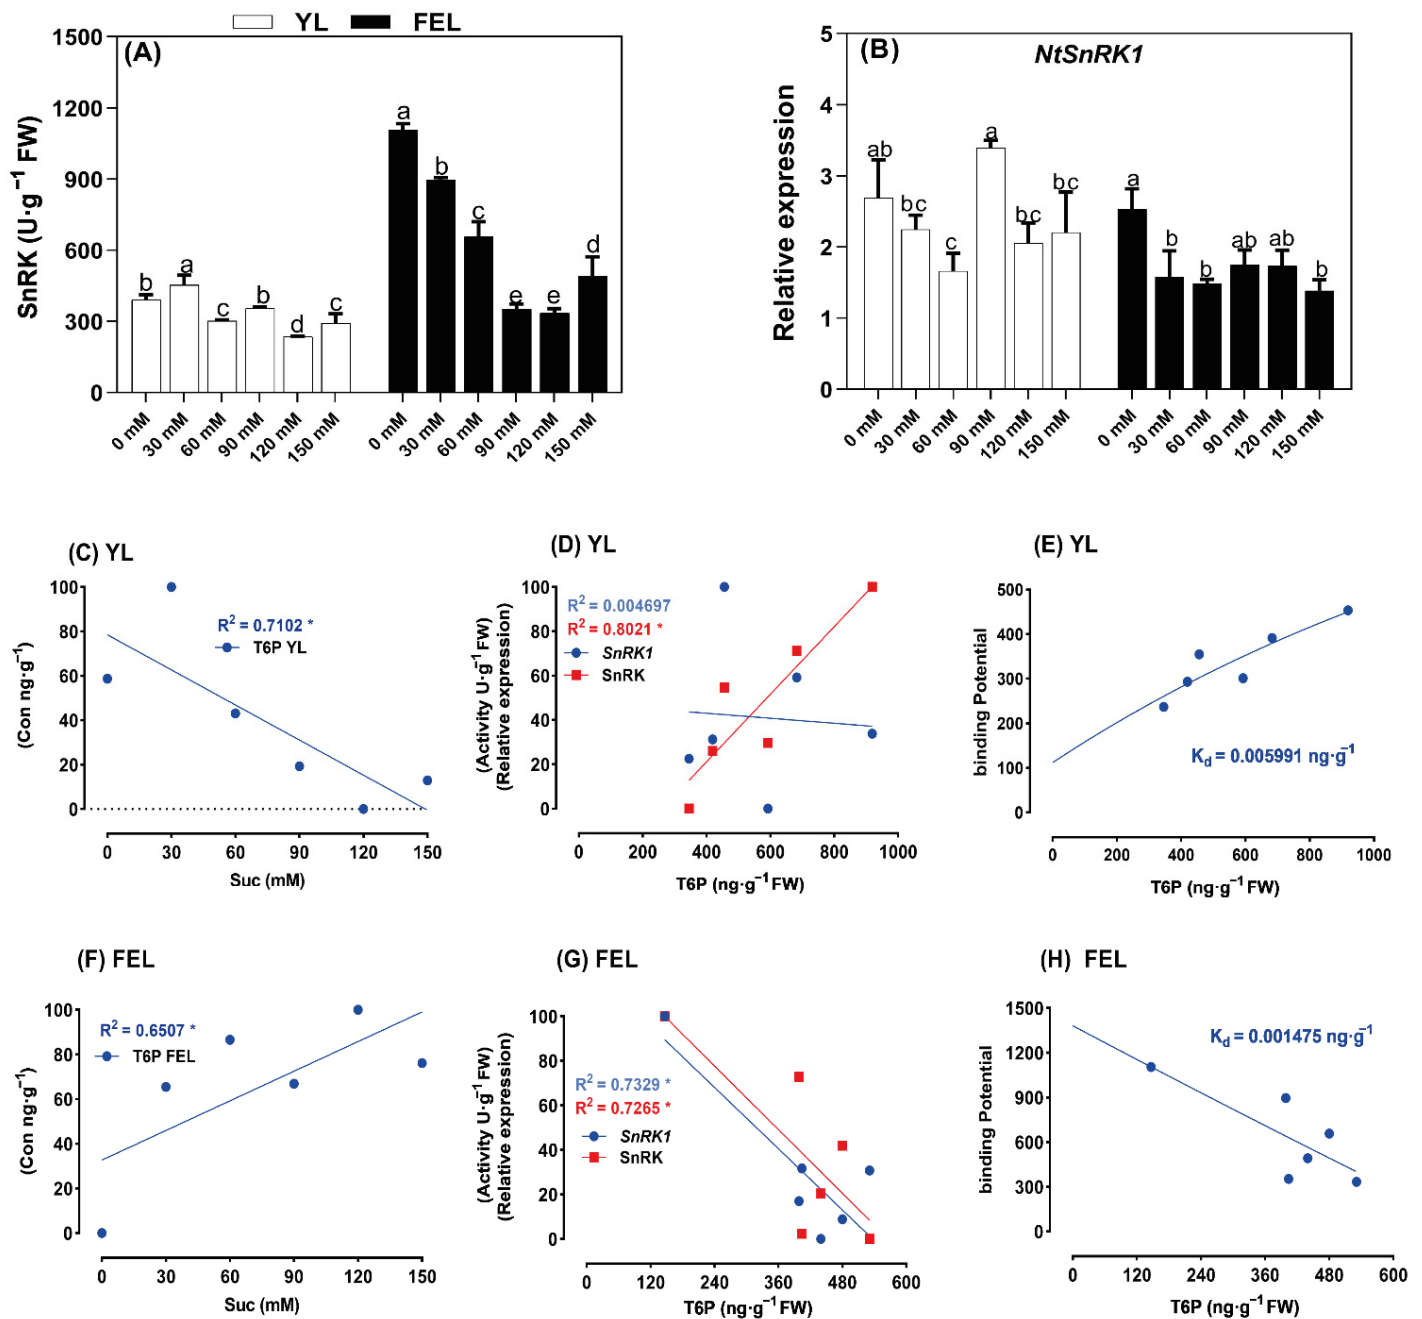 YL FEL
(A)
SnRK (U·g⁻¹ FW)
1500
1200
900
600
300
0
b a c b d c a b c e e d
0 mM 30 mM 60 mM 90 mM 120 mM 150 mM 0 mM 30 mM 60 mM 90 mM 120 mM 150 mM
(B) NtSnRK1
Relative expression
5
4
3
2
1
0
ab bc c a bc bc a b b ab ab b
0 mM 30 mM 60 mM 90 mM 120 mM 150 mM 0 mM 30 mM 60 mM 90 mM 120 mM 150 mM
(C) YL
(Con ng·g⁻¹)
100
80
60
40
20
0
R² = 0.7102 *
T6P YL
0 30 60 90 120 150
Suc (mM)
(D) YL
(Activity U·g⁻¹ FW)
(Relative expression)
100
80
60
40
20
0
R² = 0.004697
R² = 0.8021 *
SnRK1
SnRK
0 200 400 600 800 1000
T6P (ng·g⁻¹ FW)
(E) YL
binding Potential
500
400
300
200
100
0
K_d = 0.005991 ng·g⁻¹
0 200 400 600 800 1000
T6P (ng·g⁻¹ FW)
(F) FEL
(Con ng·g⁻¹)
100
80
60
40
20
0
R² = 0.6507 *
T6P FEL
0 30 60 90 120 150
Suc (mM)
(G) FEL
(Activity U·g⁻¹ FW)
(Relative expression)
100
80
60
40
20
0
R² = 0.7329 *
R² = 0.7265 *
SnRK1
SnRK
0 120 240 360 480 600
T6P (ng·g⁻¹ FW)
(H) FEL
binding Potential
1500
1200
900
600
300
0
K_d = 0.001475 ng·g⁻¹
0 120 240 360 480 600
T6P (ng·g⁻¹ FW)